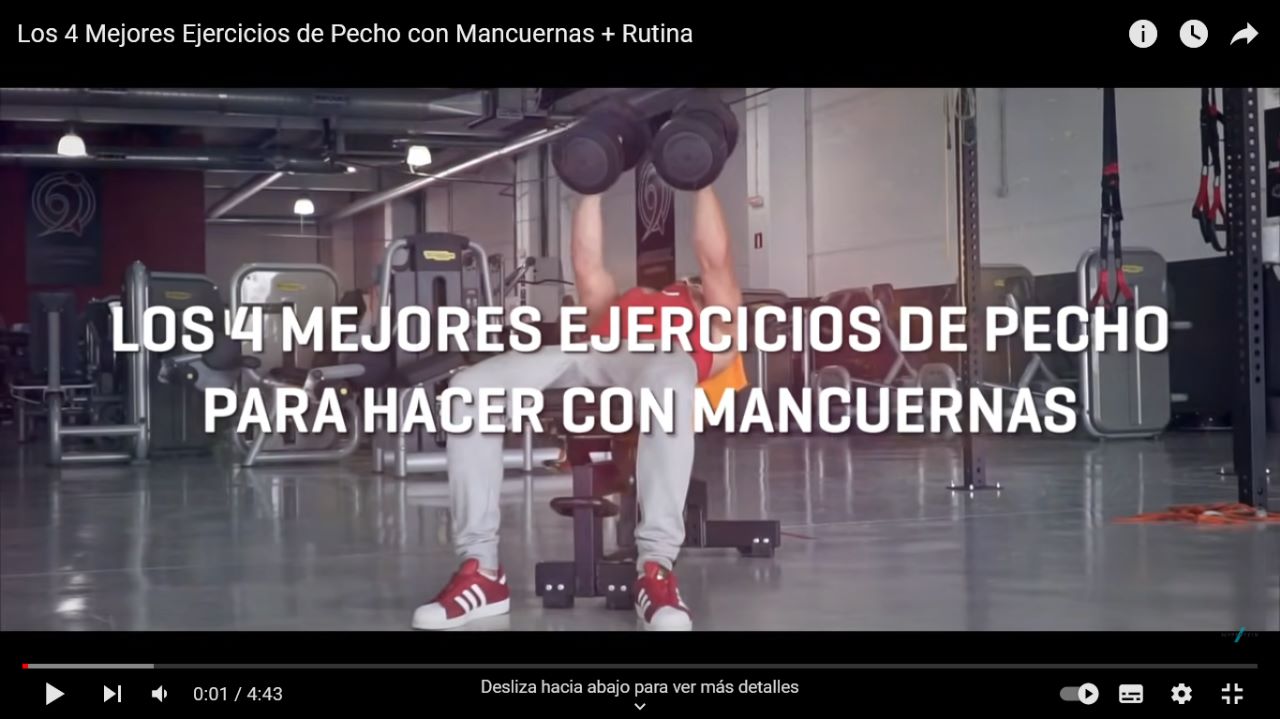 Los 4 Mejores Ejercicios de Pecho con Mancuernas + Rutina
LOS 4 MEJORES EJERCICIOS DE PECHO
PARA HACER CON MANCUERNAS
0:01 / 4:43
Desliza hacia abajo para ver más detalles